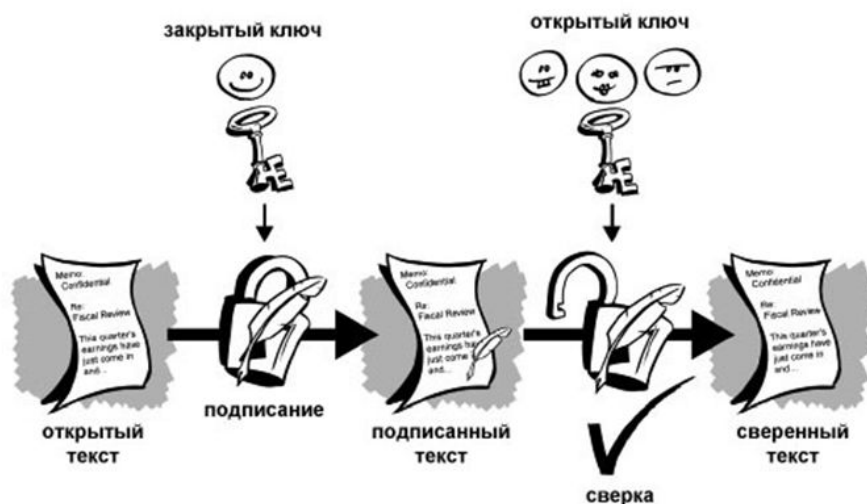 закрытый ключ
открытый ключ
Memo:
Confidential
Re:
Fiscal Review
This quarter's
earnings have
just come in
and...
открытый
текст
подписание
Memo:
Confidential
Re:
Fiscal Review
This quarter's
earnings have
just come
and...
подписанный
текст
сверка
Memo:
Confidential
Re:
Fiscal Review
This quarter's
earnings have
just come in
and...
сверенный
текст